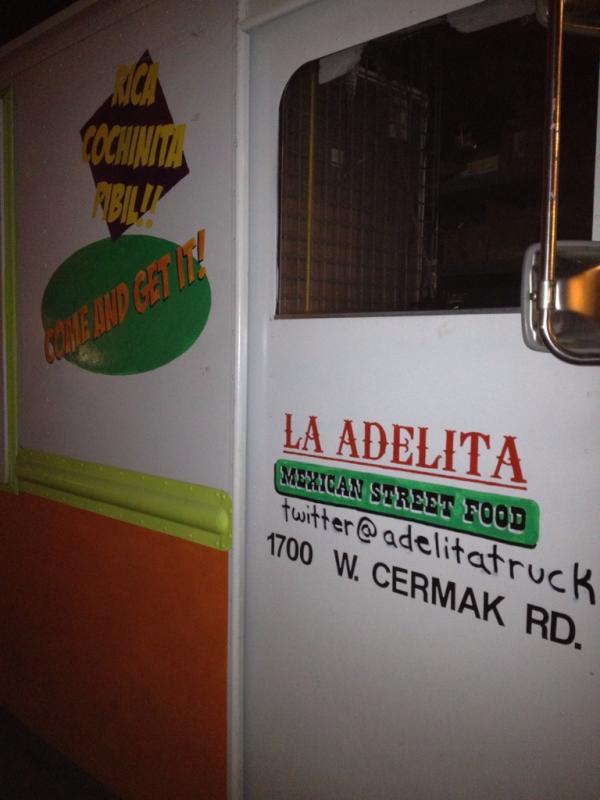 RICA
COCHINITA
PIBIL!!
COME AND GET IT!
LA ADELITA
MEXICAN STREET FOOD
twitter@adelitatruck
1700 W. CERMAK RD.